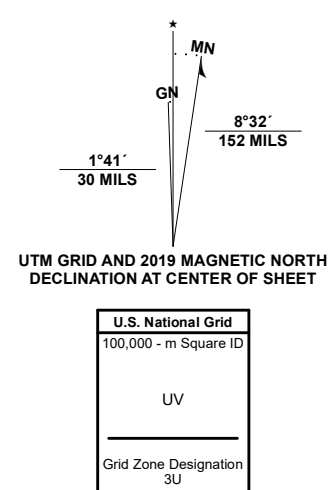 ★
MN
GN
8°32´
152 MILS
1°41´
30 MILS
UTM GRID AND 2019 MAGNETIC NORTH
DECLINATION AT CENTER OF SHEET
U.S. National Grid
100,000 - m Square ID
UV
Grid Zone Designation
3U